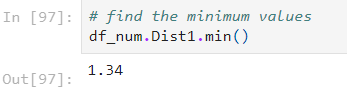 In [97]: # find the minimum values
df_num.Dist1.min()
Out[97]: 1.34